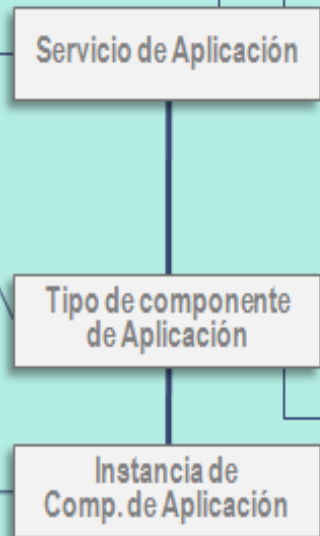 Servicio de Aplicación
Tipo de componente
de Aplicación
Instancia de
Comp. de Aplicación